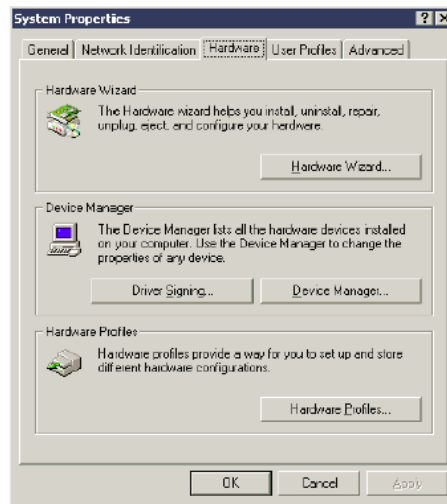 System Properties
General Network Identification Hardware User Profiles Advanced
Hardware Wizard
The Hardware wizard helps you install, uninstall, repair,
unplug, eject, and configure your hardware.
Hardware Wizard...
Device Manager
The Device Manager lists all the hardware devices installed
on your computer. Use the Device Manager to change the
properties of any device.
Driver Signing... Device Manager...
Hardware Profiles
Hardware profiles provide a way for you to set up and store
different hardware configurations.
Hardware Profiles...
OK Cancel Apply